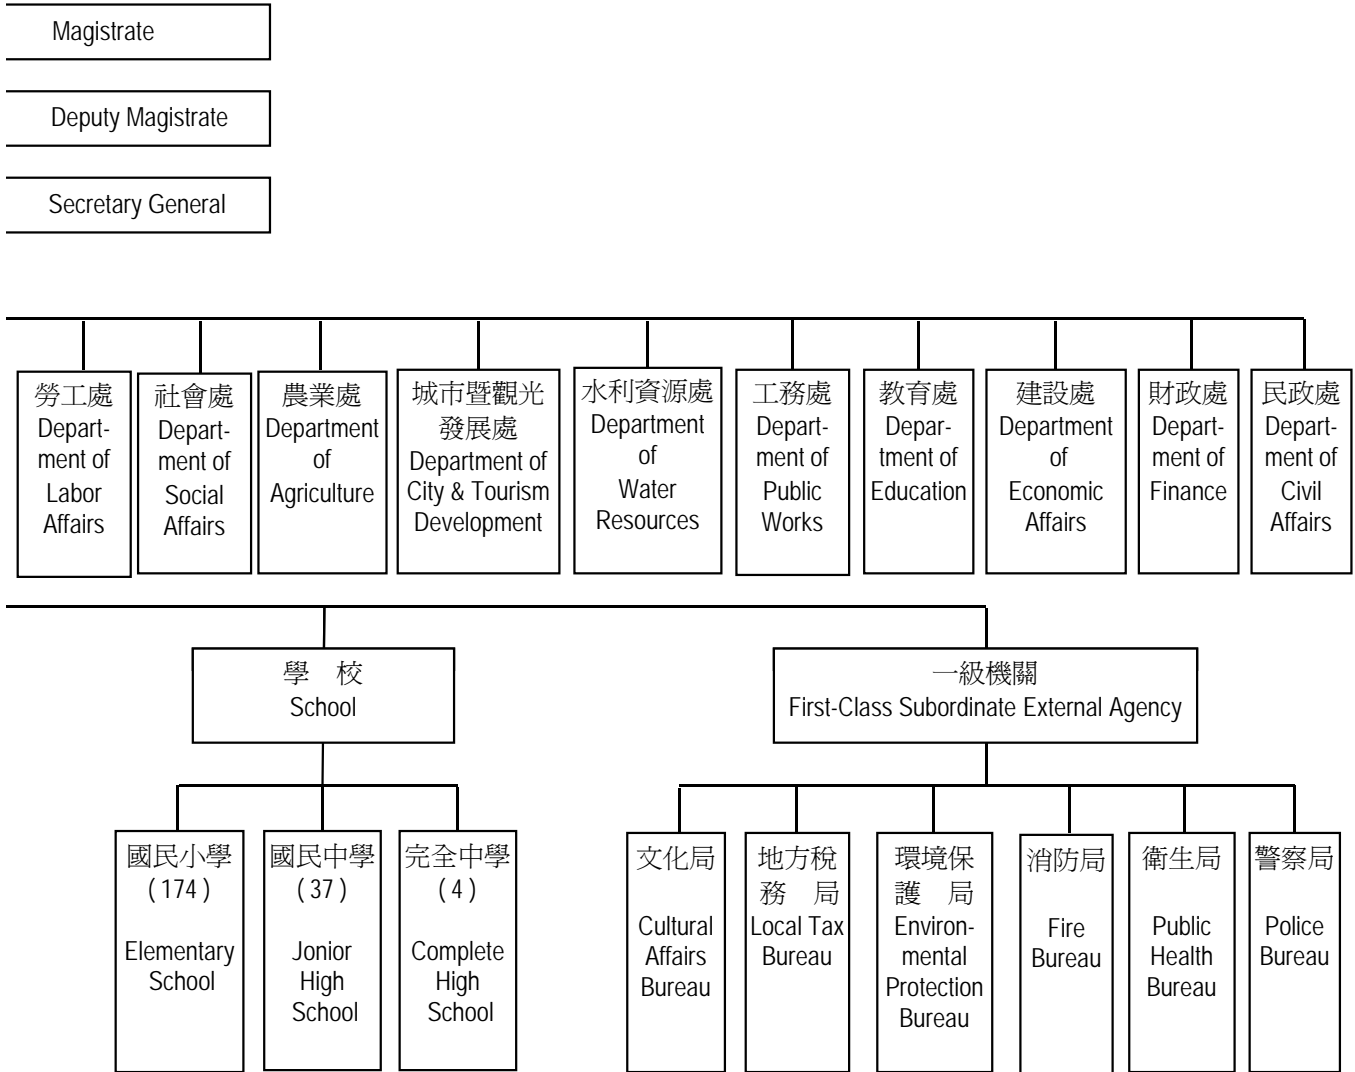 Magistrate
Deputy Magistrate
Secretary General
勞工處
Depart-
ment of
Labor
Affairs
社會處
Depart-
ment of
Social
Affairs
農業處
Department
of
Agriculture
城市暨觀光
發展處
Department of
City & Tourism
Development
水利資源處
Department
of
Water
Resources
工務處
Depart-
ment of
Public
Works
教育處
Depar-
tment of
Education
建設處
Department
of
Economic
Affairs
財政處
Depart-
ment of
Finance
民政處
Depart-
ment of
Civil
Affairs
學 校
School
一級機關
First-Class Subordinate External Agency
國民小學
(174)
Elementary
School
國民中學
(37)
Jonior
High
School
完全中學
(4)
Complete
High
School
文化局
Cultural
Affairs
Bureau
地方稅
務 局
Local Tax
Bureau
環境保
護 局
Environ-
mental
Protection
Bureau
消防局
Fire
Bureau
衛生局
Public
Health
Bureau
警察局
Police
Bureau